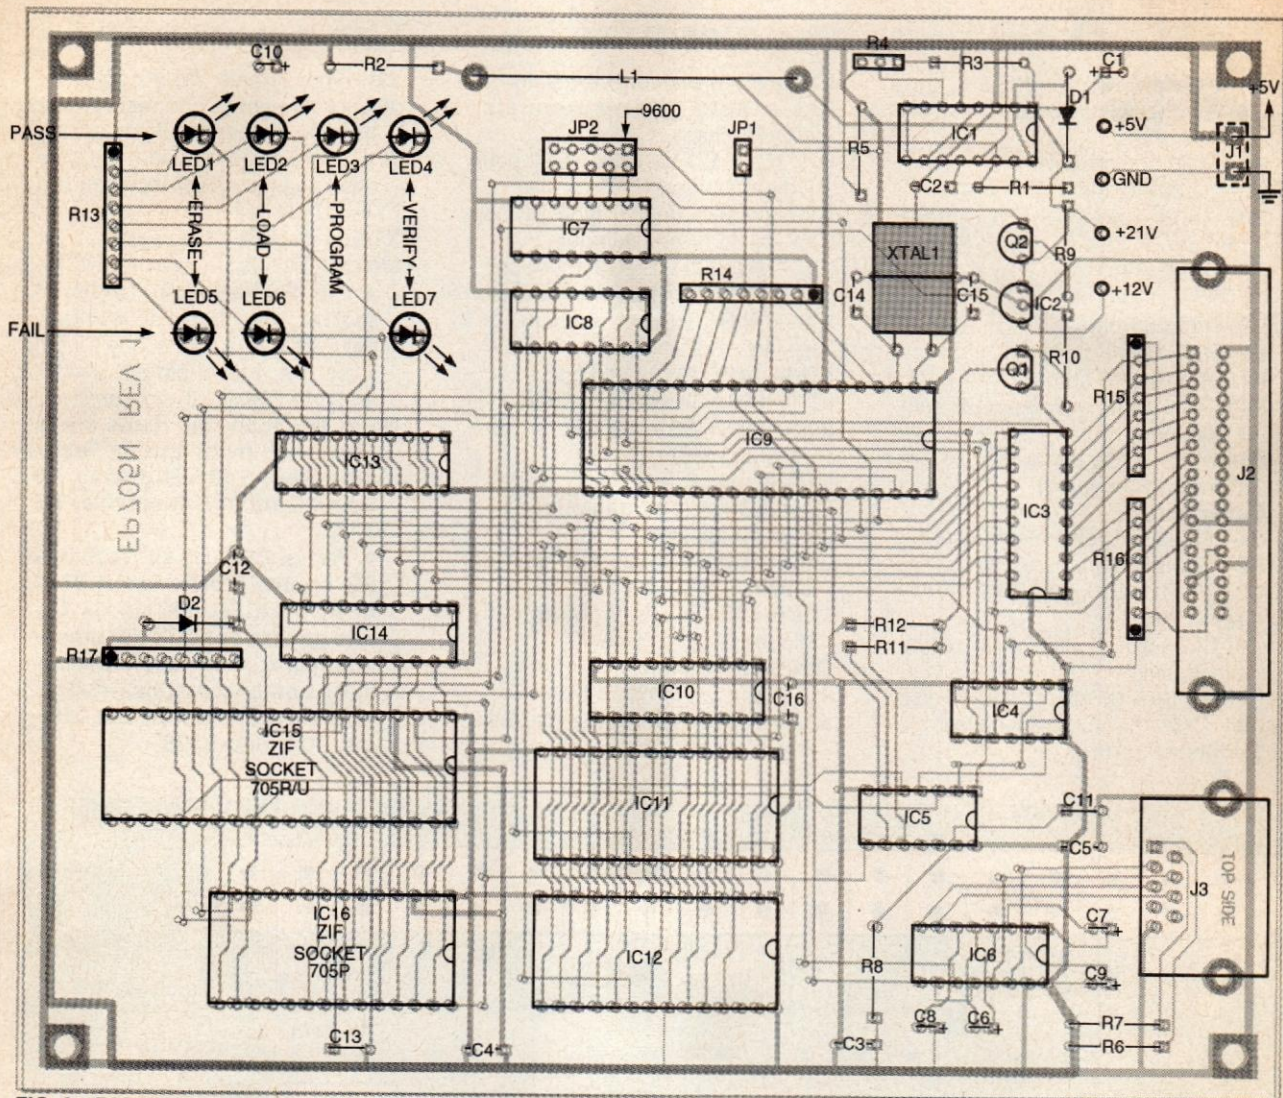 C10
R2
L1
R4
R3
C1
+5V
PASS
9600
JP2
JP1
IC1
D1
+5V
J1
LED1
LED2
LED3
LED4
R5
C2
R1
GND
R13
ERASE
LOAD
PROGRAM
VERIFY
IC7
XTAL1
Q2
R9
+21V
R14
C14
C15
IC2
+12V
LED5
LED6
LED7
IC8
FAIL
Q1
R10
R15
EP705N REV 1
IC13
IC9
IC3
J2
C12
R16
D2
IC14
R12
R11
R17
IC10
C16
IC4
IC15
ZIF
SOCKET
705R/U
IC11
IC5
C11
C5
TOP SIDE
J3
IC16
ZIF
SOCKET
705P
IC12
R8
IC6
C7
C9
C8
C6
C13
C4
C3
R7
R6